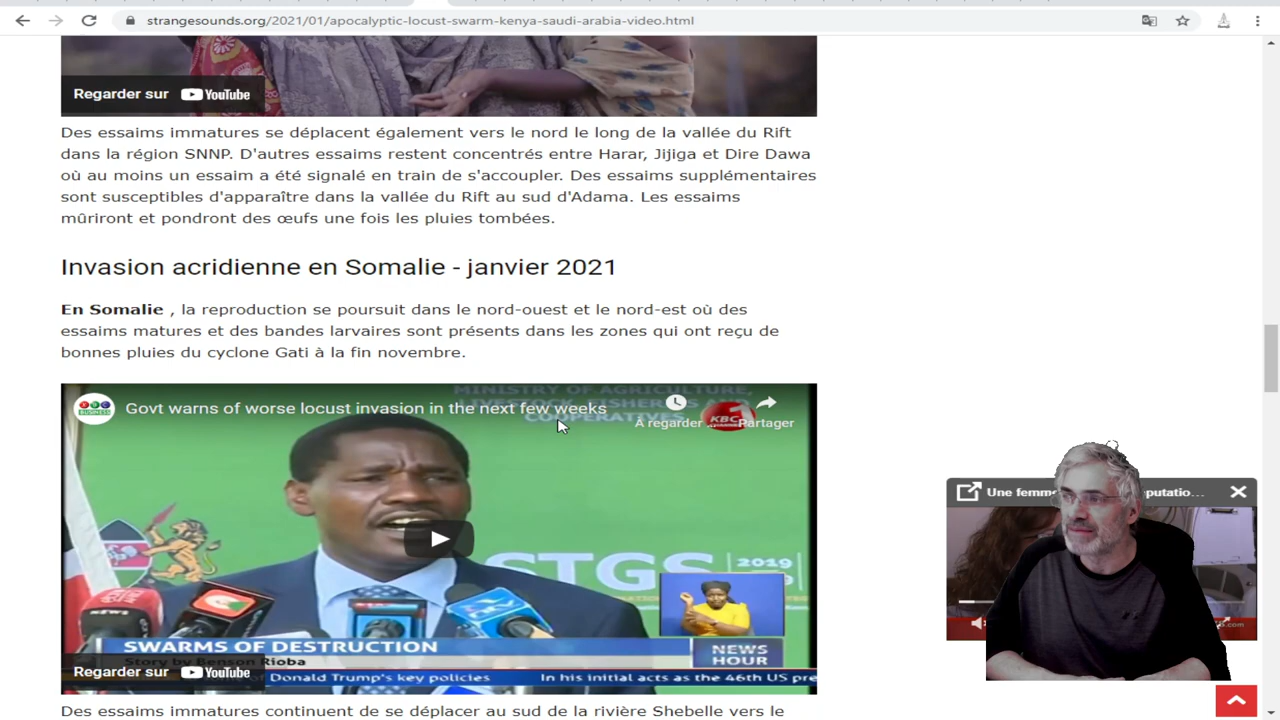 strangesounds.org/2021/01/apocalyptic-locust-swarm-kenya-saudi-arabia-video.html
Regarder sur YouTube
Des essaims immatures se déplacent également vers le nord le long de la vallée du Rift
dans la région SNNP. D'autres essaims restent concentrés entre Harar, Jijiga et Dire Dawa
où au moins un essaim a été signalé en train de s'accoupler. Des essaims supplémentaires
sont susceptibles d'apparaître dans la vallée du Rift au sud d'Adama. Les essaims
mûriront et pondront des œufs une fois les pluies tombées.
Invasion acridienne en Somalie - janvier 2021
En Somalie , la reproduction se poursuit dans le nord-ouest et le nord-est où des
essaims matures et des bandes larvaires sont présents dans les zones qui ont reçu de
bonnes pluies du cyclone Gati à la fin novembre.
MINISTRY OF AGRICULTURE,
LIVESTOCK, FISHERIES AND
COOPERATIVES
BUSINESS
Govt warns of worse locust invasion in the next few weeks
À regarder ...
KBC
1
Partager
STGS
2019
NEWS
SWARMS OF DESTRUCTION
NEWS
HOUR
Story by Benson Rioba
Regarder sur YouTube
Donald Trump's key policies
In his initial acts as the 46th US pre
Une femme
Des essaims immatures continuent de se déplacer au sud de la rivière Shebelle vers le